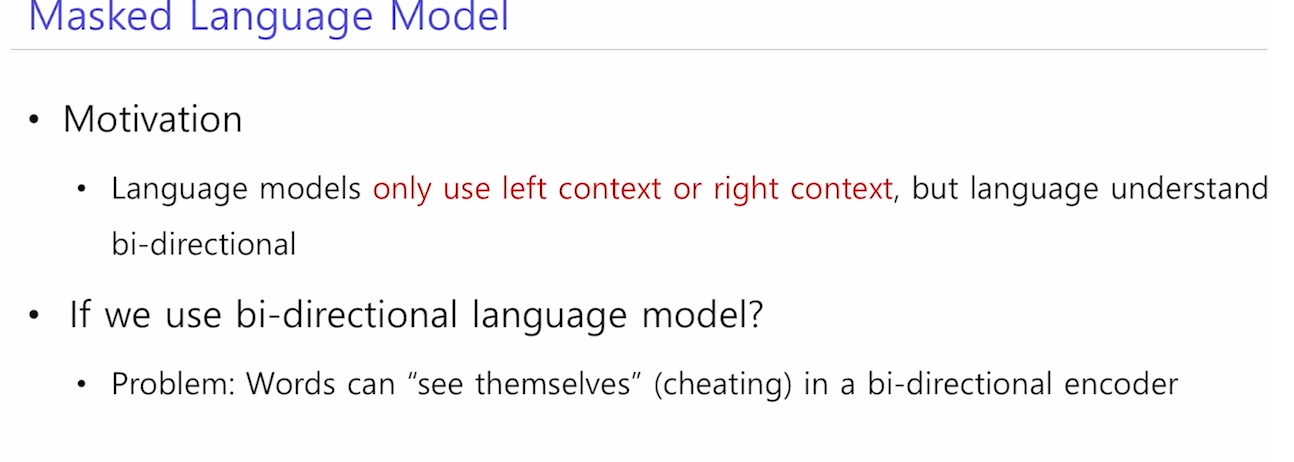 Masked Language Model
• Motivation
• Language models only use left context or right context, but language understand
bi-directional
• If we use bi-directional language model?
• Problem: Words can “see themselves” (cheating) in a bi-directional encoder